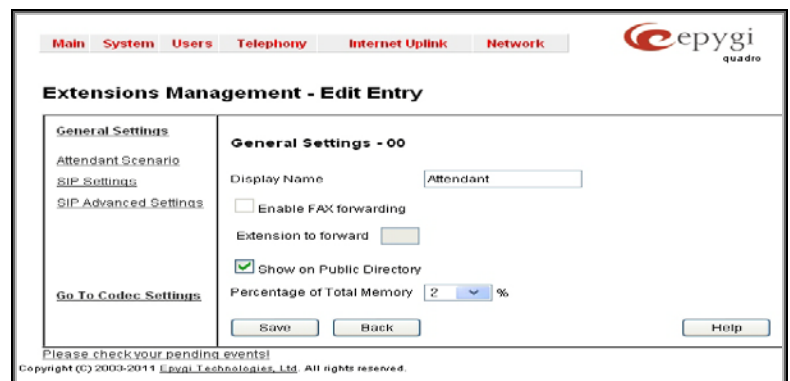 Main System Users Telephony Internet Uplink Network
epygi
quadro
Extensions Management - Edit Entry
General Settings
Attendant Scenario
SIP Settings
SIP Advanced Settings
Go To Codec Settings
General Settings - 00
Display Name Attendant
Enable FAX forwarding
Extension to forward
Show on Public Directory
Percentage of Total Memory 2 %
Save Back Help
Please check your pending events!
Copyright (C) 2003-2011 Epygi Technologies, Ltd. All rights reserved.